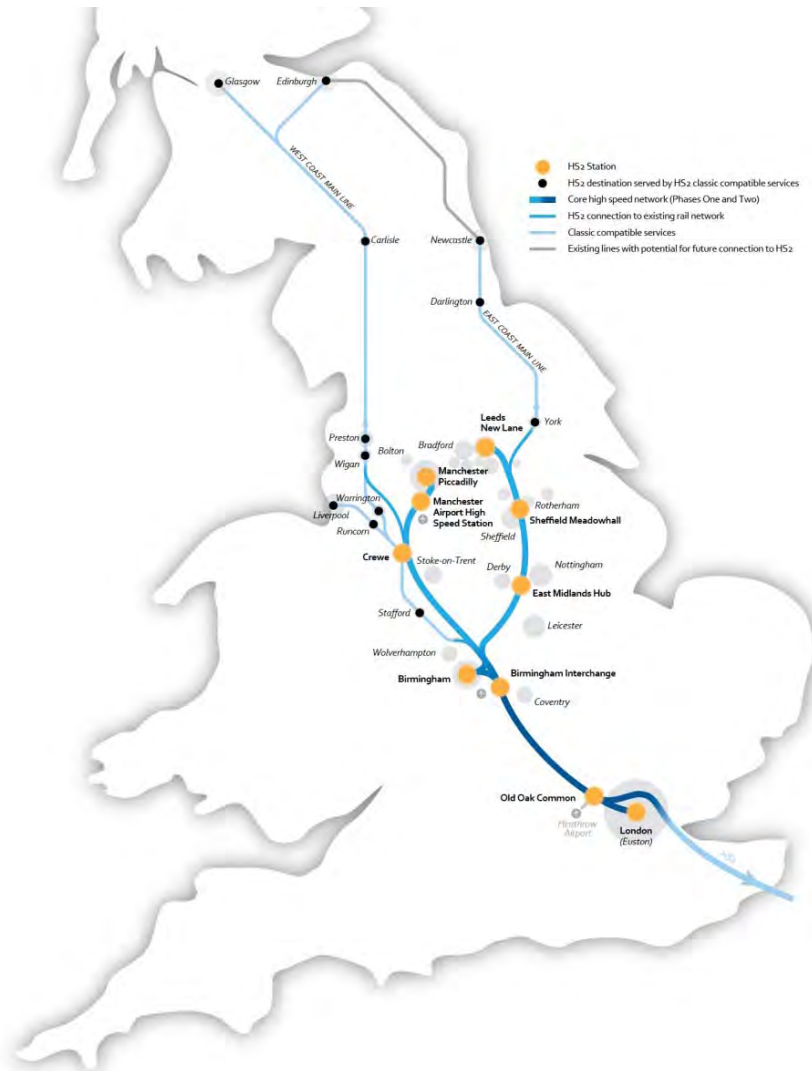 Glasgow
Edinburgh
WEST COAST MAIN LINE
HS2 Station
HS2 destination served by HS2 classic compatible services
Core high speed network (Phases One and Two)
HS2 connection to existing rail network
Classic compatible services
Existing lines with potential for future connection to HS2
Carlisle
Newcastle
Darlington
EAST COAST MAIN LINE
Leeds
New Lane
York
Preston
Bolton
Bradford
Wigan
Manchester
Piccadilly
Warrington
Liverpool
Runcorn
Manchester
Airport High
Speed Station
Rotherham
Sheffield Meadowhall
Sheffield
Crewe
Stoke-on-Trent
Derby
Nottingham
East Midlands Hub
Stafford
Leicester
Wolverhampton
Birmingham
Birmingham Interchange
Coventry
Old Oak Common
Heathrow
Airport
London
(Euston)